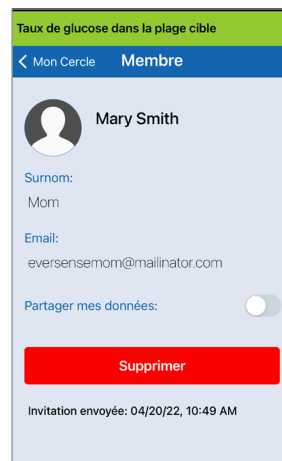 Taux de glucose dans la plage cible
Mon Cercle Membre
Mary Smith
Surnom:
Mom
Email:
eversensemom@mailinator.com
Partager mes données:
Supprimer
Invitation envoyée: 04/20/22, 10:49 AM